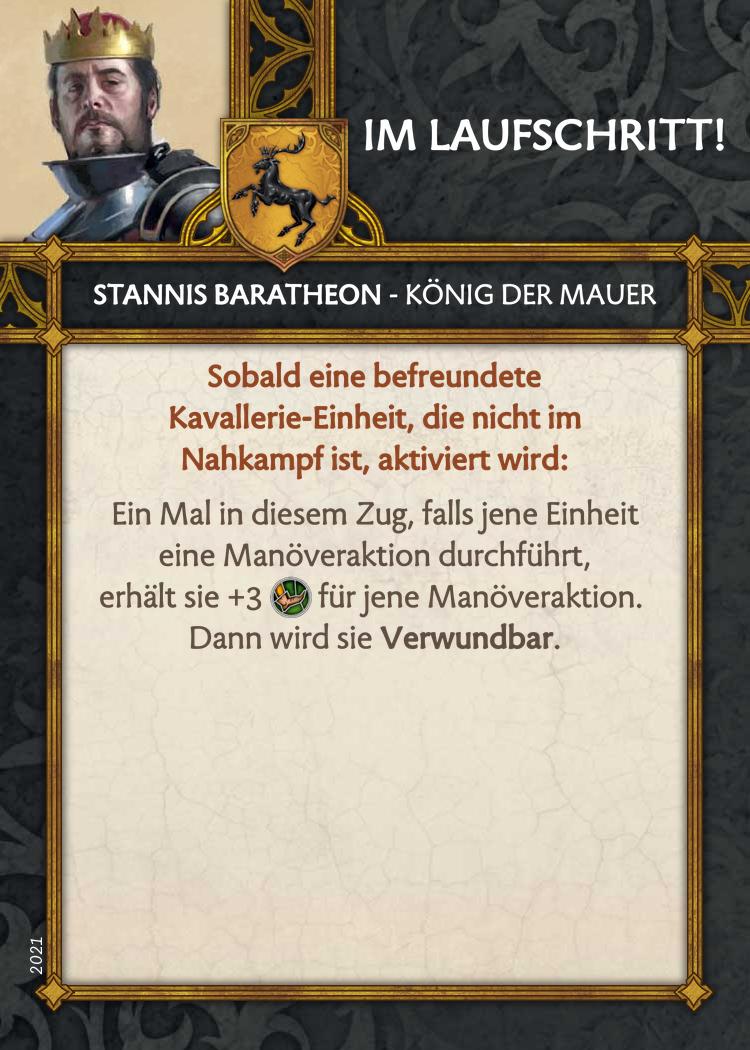 IM LAUFSCHRITT!
STANNIS BARATHEON - KÖNIG DER MAUER
Sobald eine befreundete
Kavallerie-Einheit, die nicht im
Nahkampf ist, aktiviert wird:
Ein Mal in diesem Zug, falls jene Einheit
eine Manöveraktion durchführt,
erhält sie +3 für jene Manöveraktion.
Dann wird sie Verwundbar.
2021